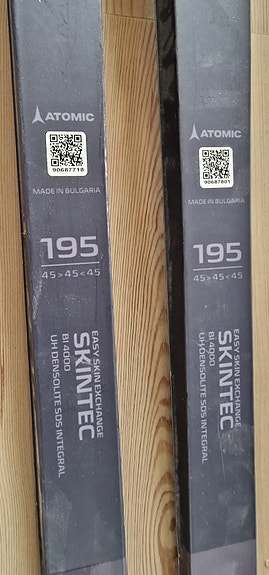 ATOMIC
90687718
MADE IN BULGARIA
195
45>45<45
EASY SKIN EXCHANGE
SKINTEC
BI 4000
UH DENSOLITE SDS INTEGRAL
ATOMIC
90687801
MADE IN BULGARIA
195
45>45<45
EASY SKIN EXCHANGE
SKINTEC
BI 4000
UH DENSOLITE SDS INTEGRAL